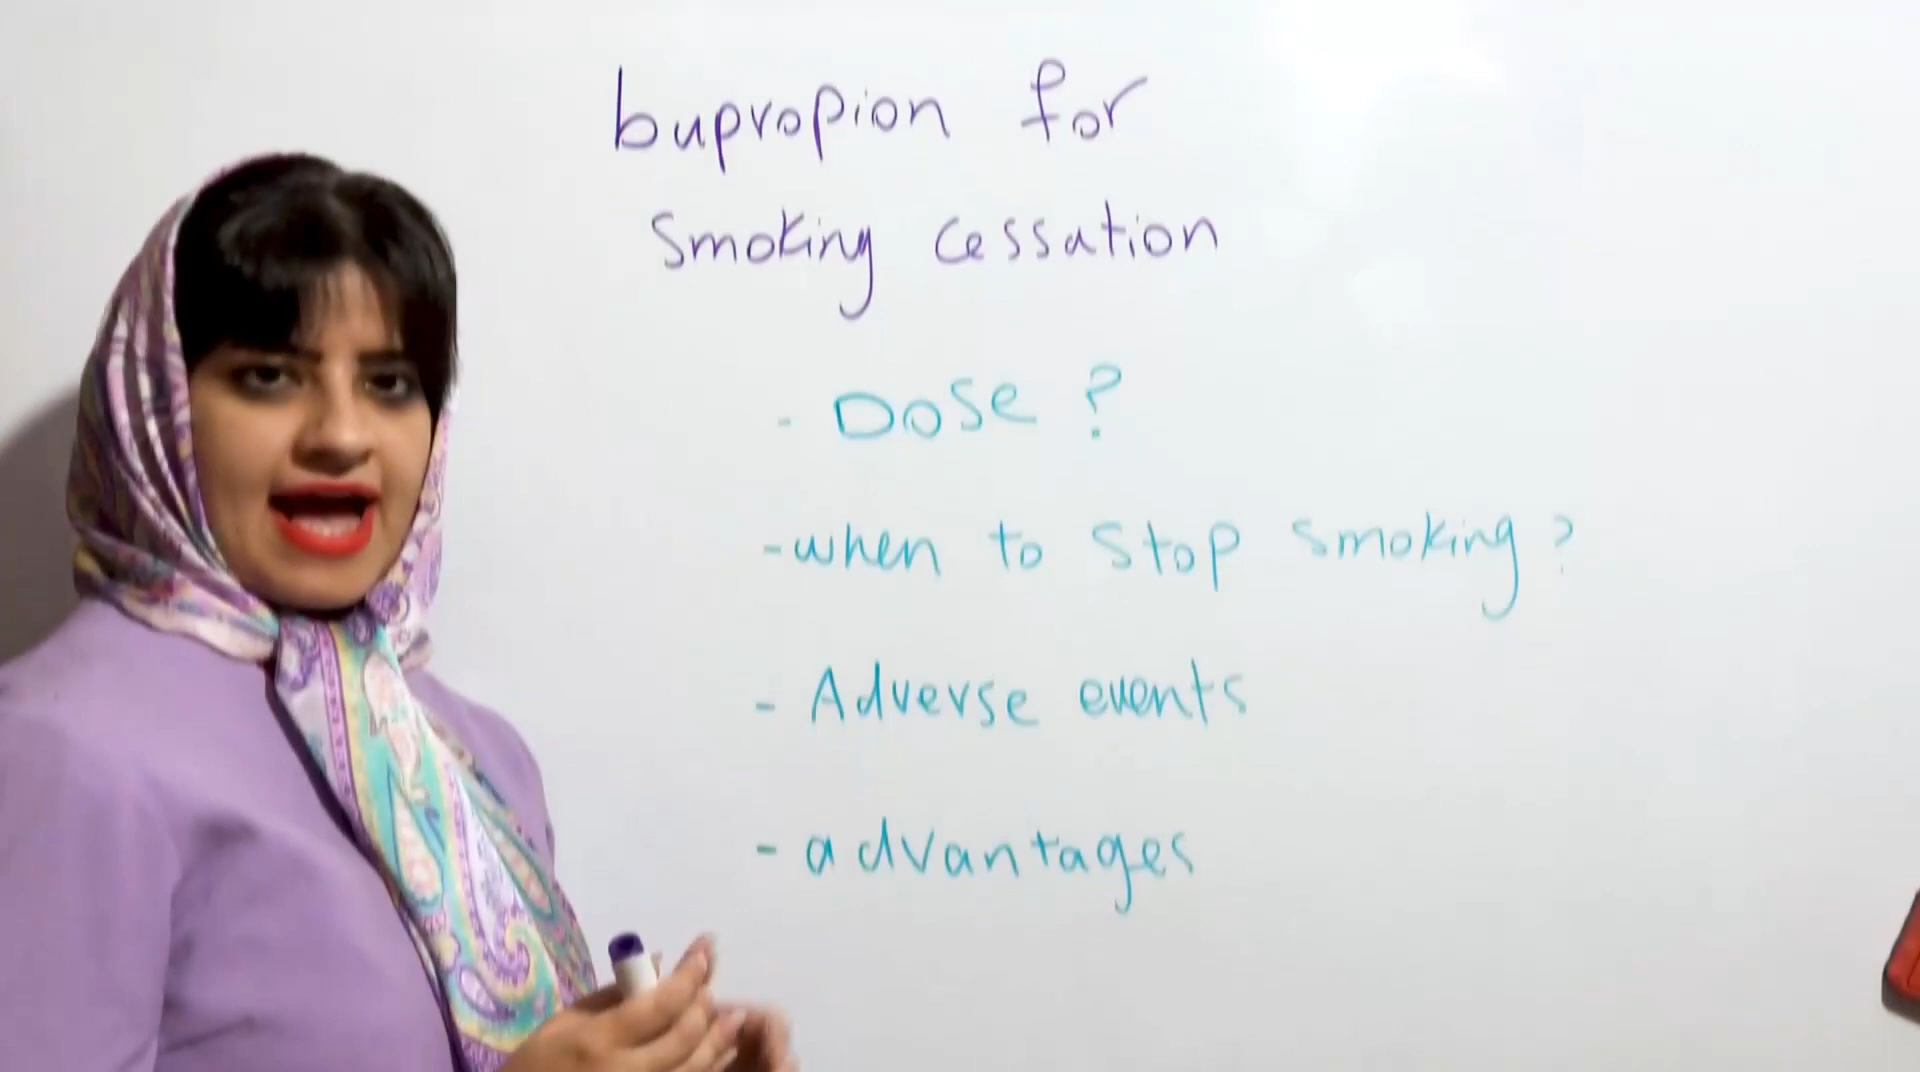 bupropion for
Smoking cessation
- Dose ?
- when to stop smoking ?
- Adverse events
- advantages